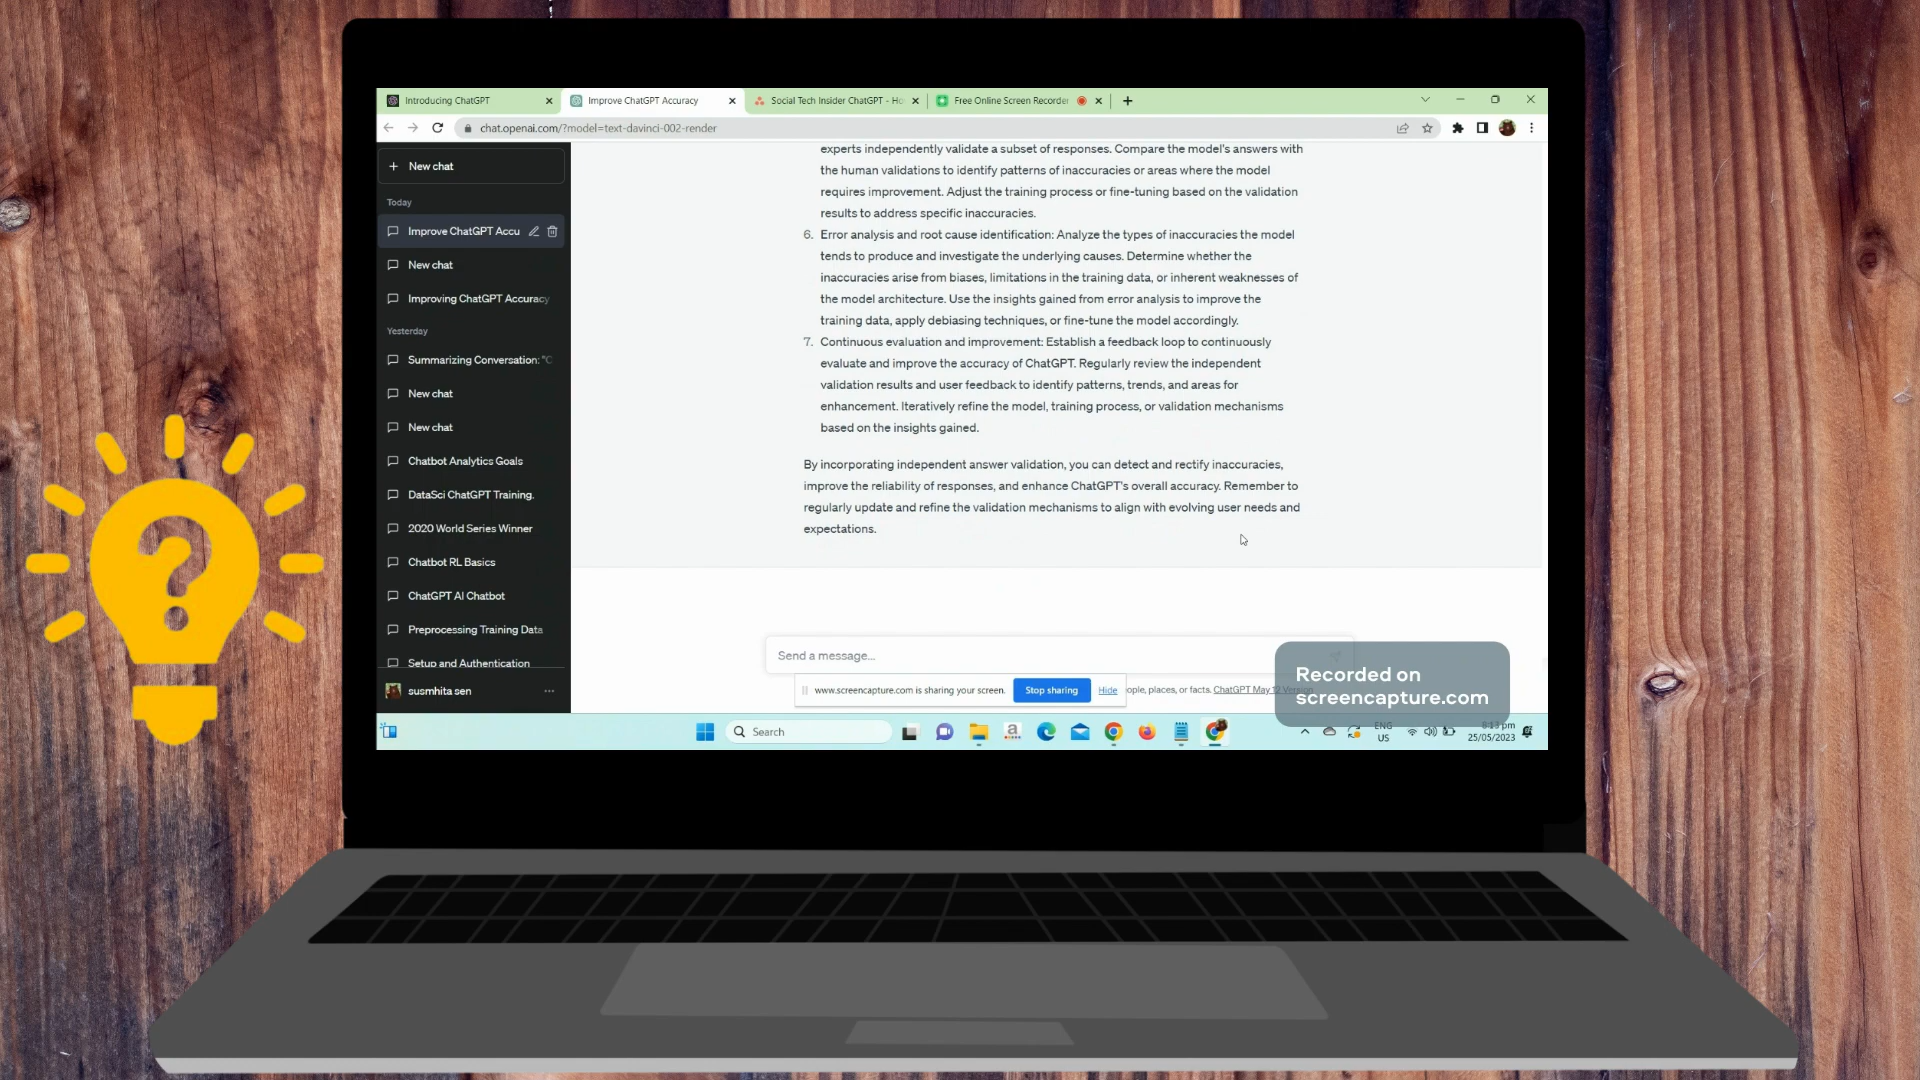 Introducing ChatGPT
Improve ChatGPT Accuracy
Social Tech Insider ChatGPT - Ho
Free Online Screen Recorder
chat.openai.com/?model=text-davinci-002-render
New chat
Today
Improve ChatGPT Accu
New chat
Improving ChatGPT Accuracy
Yesterday
Summarizing Conversation: "C
New chat
New chat
Chatbot Analytics Goals
DataSci ChatGPT Training.
2020 World Series Winner
Chatbot RL Basics
ChatGPT AI Chatbot
Preprocessing Training Data
Setup and Authentication
susmhita sen
experts independently validate a subset of responses. Compare the model's answers with
the human validations to identify patterns of inaccuracies or areas where the model
requires improvement. Adjust the training process or fine-tuning based on the validation
results to address specific inaccuracies.
6. Error analysis and root cause identification: Analyze the types of inaccuracies the model
tends to produce and investigate the underlying causes. Determine whether the
inaccuracies arise from biases, limitations in the training data, or inherent weaknesses of
the model architecture. Use the insights gained from error analysis to improve the
training data, apply debiasing techniques, or fine-tune the model accordingly.
7. Continuous evaluation and improvement: Establish a feedback loop to continuously
evaluate and improve the accuracy of ChatGPT. Regularly review the independent
validation results and user feedback to identify patterns, trends, and areas for
enhancement. Iteratively refine the model, training process, or validation mechanisms
based on the insights gained.
By incorporating independent answer validation, you can detect and rectify inaccuracies,
improve the reliability of responses, and enhance ChatGPT's overall accuracy. Remember to
regularly update and refine the validation mechanisms to align with evolving user needs and
expectations.
Send a message...
www.screencapture.com is sharing your screen. Stop sharing Hide
ople, places, or facts. ChatGPT May 12 Version
Recorded on
screencapture.com
Search
ENG
US
8:13 pm
25/05/2023